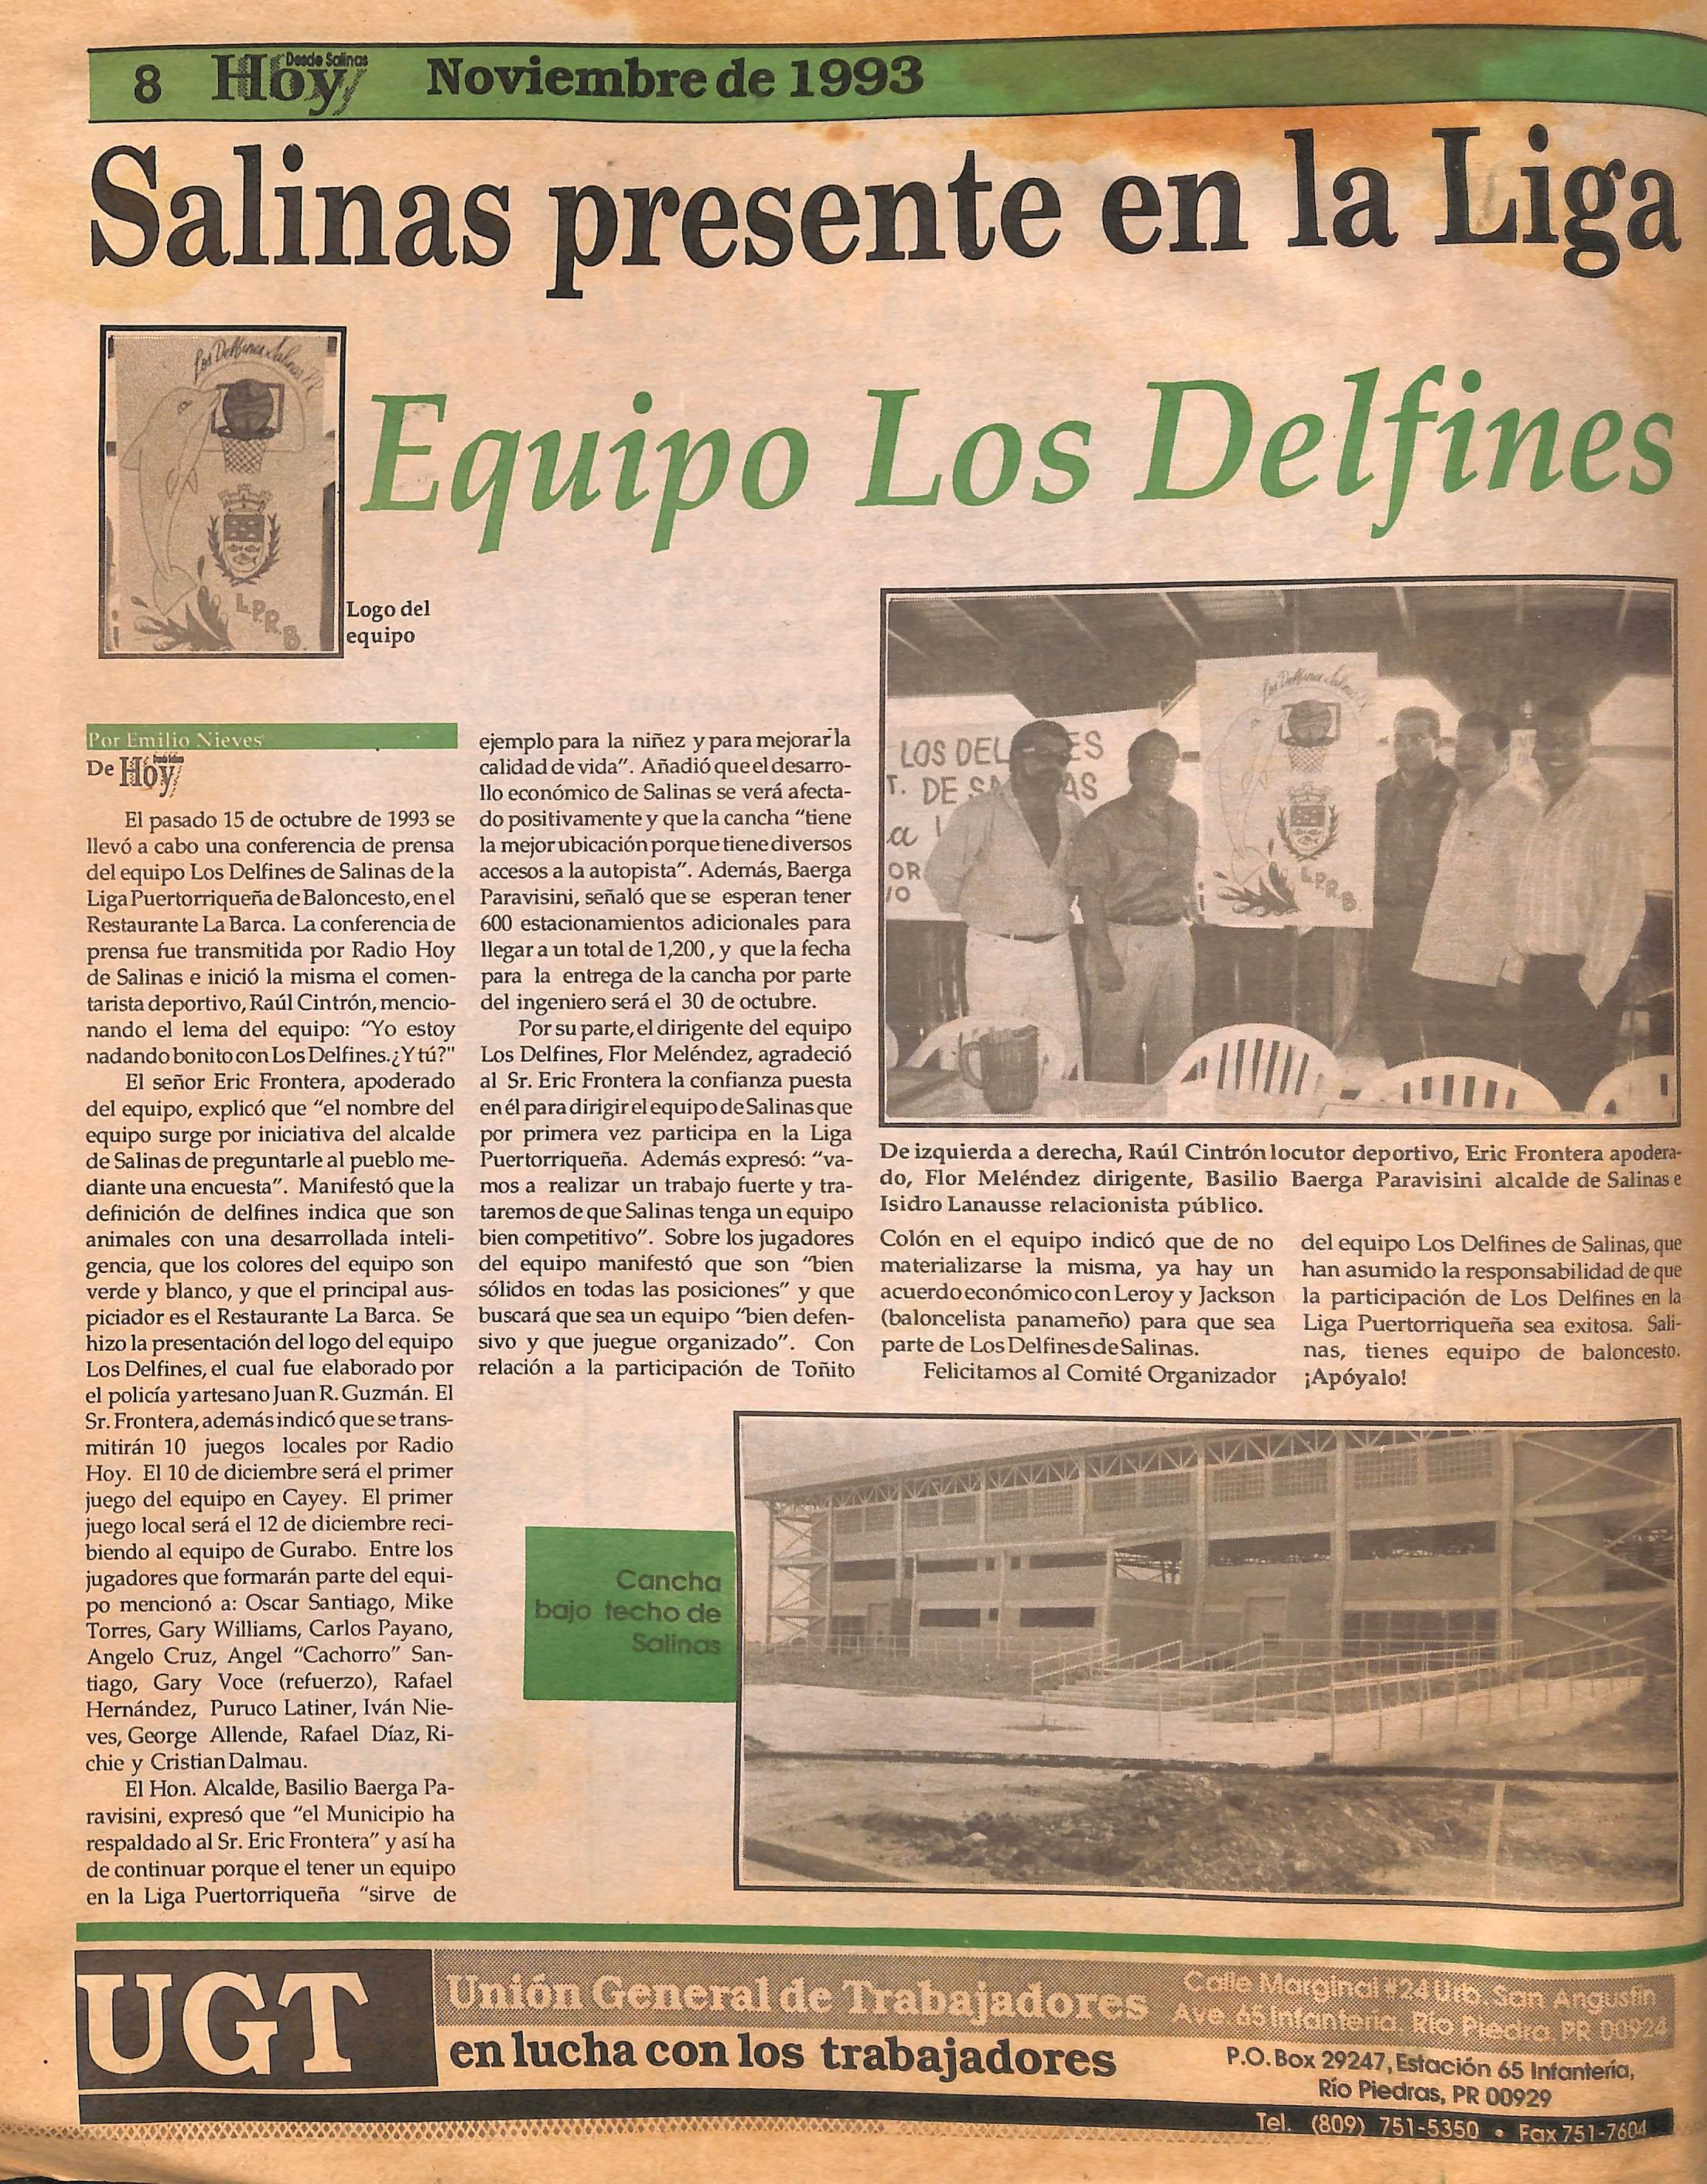 8 Hoy Desde Salinas Noviembre de 1993
Salinas presente en la Liga
Los Delfines Salinas PR
L.P.R.B.
Equipo Los Delfines
Logo del
equipo
Por Emilio Nieves
De Hoy
El pasado 15 de octubre de 1993 se
llevó a cabo una conferencia de prensa
del equipo Los Delfines de Salinas de la
Liga Puertorriqueña de Baloncesto, en el
Restaurante La Barca. La conferencia de
prensa fue transmitida por Radio Hoy
de Salinas e inició la misma el comen-
tarista deportivo, Raúl Cintrón, mencio-
nando el lema del equipo: "Yo estoy
nadando bonito con Los Delfines. ¿Y tú?"
El señor Eric Frontera, apoderado
del equipo, explicó que "el nombre del
equipo surge por iniciativa del alcalde
de Salinas de preguntarle al pueblo me-
diante una encuesta". Manifestó que la
definición de delfines indica que son
animales con una desarrollada inteli-
gencia, que los colores del equipo son
verde y blanco, y que el principal aus-
piciador es el Restaurante La Barca. Se
hizo la presentación del logo del equipo
Los Delfines, el cual fue elaborado por
el policía y artesano Juan R. Guzmán. El
Sr. Frontera, además indicó que se trans-
mitirán 10 juegos locales por Radio
Hoy. El 10 de diciembre será el primer
juego del equipo en Cayey. El primer
juego local será el 12 de diciembre reci-
biendo al equipo de Gurabo. Entre los
jugadores que formarán parte del equi-
po mencionó a: Oscar Santiago, Mike
Torres, Gary Williams, Carlos Payano,
Angelo Cruz, Angel "Cachorro" San-
tiago, Gary Voce (refuerzo), Rafael
Hernández, Puruco Latiner, Iván Nie-
ves, George Allende, Rafael Díaz, Ri-
chie y Cristian Dalmau.
El Hon. Alcalde, Basilio Baerga Pa-
ravisini, expresó que "el Municipio ha
respaldado al Sr. Eric Frontera" y así ha
de continuar porque el tener un equipo
en la Liga Puertorriqueña "sirve de
ejemplo para la niñez y para mejorar la
calidad de vida". Añadió que el desarro-
llo económico de Salinas se verá afecta-
do positivamente y que la cancha "tiene
la mejor ubicación porque tiene diversos
accesos a la autopista". Además, Baerga
Paravisini, señaló que se esperan tener
600 estacionamientos adicionales para
llegar a un total de 1,200, y que la fecha
para la entrega de la cancha por parte
del ingeniero será el 30 de octubre.
Por su parte, el dirigente del equipo
Los Delfines, Flor Meléndez, agradeció
al Sr. Eric Frontera la confianza puesta
en él para dirigir el equipo de Salinas que
por primera vez participa en la Liga
Puertorriqueña. Además expresó: "va-
mos a realizar un trabajo fuerte y tra-
taremos de que Salinas tenga un equipo
bien competitivo". Sobre los jugadores
del equipo manifestó que son "bien
sólidos en todas las posiciones" y que
buscará que sea un equipo "bien defen-
sivo y que juegue organizado". Con
relación a la participación de Toñito
LOS DEL ES
T. DE SA AS
a
OR
Los Delfines Salinas PR
L.P.R.B.
De izquierda a derecha, Raúl Cintrón locutor deportivo, Eric Frontera apodera-
do, Flor Meléndez dirigente, Basilio Baerga Paravisini alcalde de Salinas e
Isidro Lanausse relacionista público.
Colón en el equipo indicó que de no
materializarse la misma, ya hay un
acuerdo económico con Leroy y Jackson
(baloncelista panameño) para que sea
parte de Los Delfines de Salinas.
Felicitamos al Comité Organizador
del equipo Los Delfines de Salinas, que
han asumido la responsabilidad de que
la participación de Los Delfines en la
Liga Puertorriqueña sea exitosa. Sali-
nas, tienes equipo de baloncesto.
¡Apóyalo!
Cancha
bajo techo de
Salinas
UGT
Unión General de Trabajadores
en lucha con los trabajadores
Calle Marginal #24 Urb. San Angustin
Ave. 65 Infanteria, Río Piedra, PR 00924
P.O. Box 29247, Estación 65 Infantería,
Río Piedras, PR 00929
Tel. (809) 751-5350 • Fax 751-7604